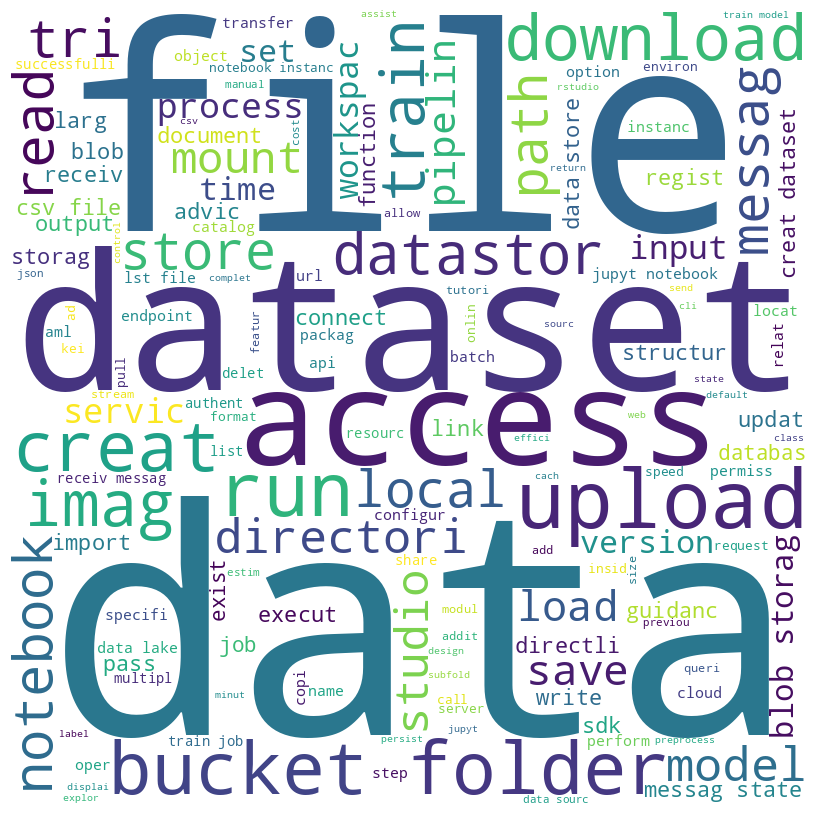 assist
train model
transfer
tri
file
download
object
set
successfulli
notebook instanc
environ
option
manual
rstudio
read
process
train
pipelin
workspac
function
path
messag
csv
cost
larg
document
instanc
data store
creat dataset
blob
mount
receiv
time
return
regist
csv file
advic
allow
output
catalog
control
store
datastor
input
storag
json
lst file
complet
url
jupyt notebook
send
dataset
tutori
cli
locat
ad
endpoint
connect
onlin
relat
aml
featur
packag
sourc
kei
pull
api
batch
structur
delet
state
stream
access
default
servic
authent
format
web
class
updat
creat
resourc
link
list
effici
databas
receiv messag
run
local
cach
speed
permiss
imag
configur
upload
import
directori
add
version
request
notebook
exist
estim
share
insid
size
blob storag
data
specifi
execut
studio
modul
load
guidanc
previou
data lake
job
design
addit
directli
pass
multipl
copi
name
subfold
save
queri
minut
call
write
cloud
server
label
train job
persist
jupyt
sdk
perform
preprocess
oper
bucket
step
folder
model
displai
explor
data sourc
messag state